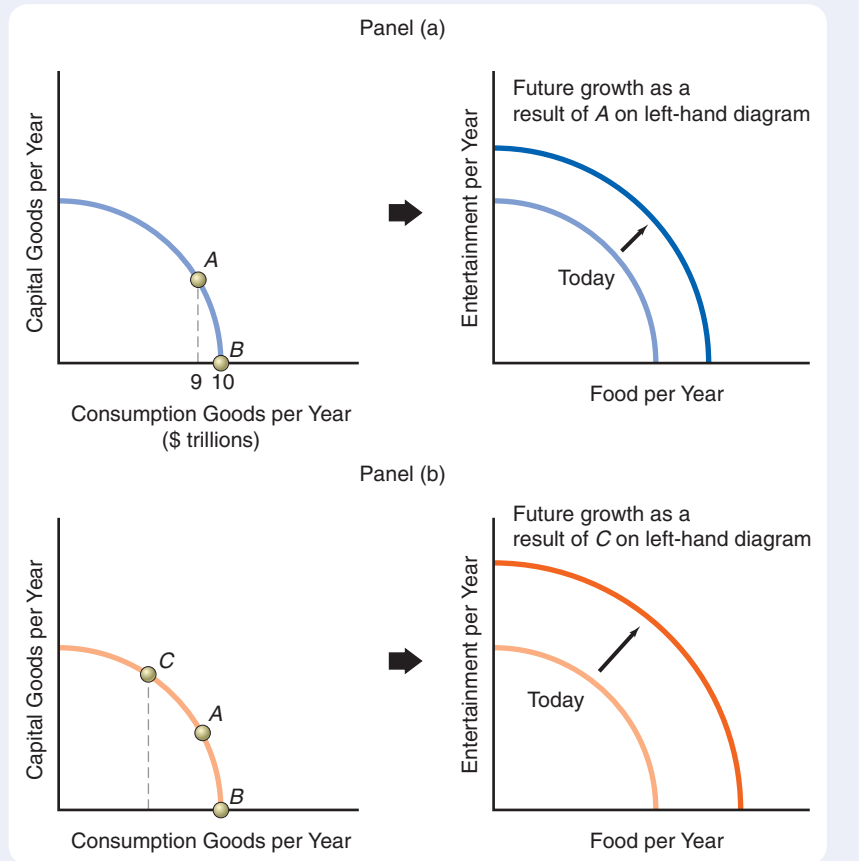 Panel (a)
Capital Goods per Year
A
B
9 10
Consumption Goods per Year
($ trillions)
Future growth as a
result of A on left-hand diagram
Entertainment per Year
Today
Food per Year
Panel (b)
Capital Goods per Year
C
A
B
Consumption Goods per Year
Future growth as a
result of C on left-hand diagram
Entertainment per Year
Today
Food per Year